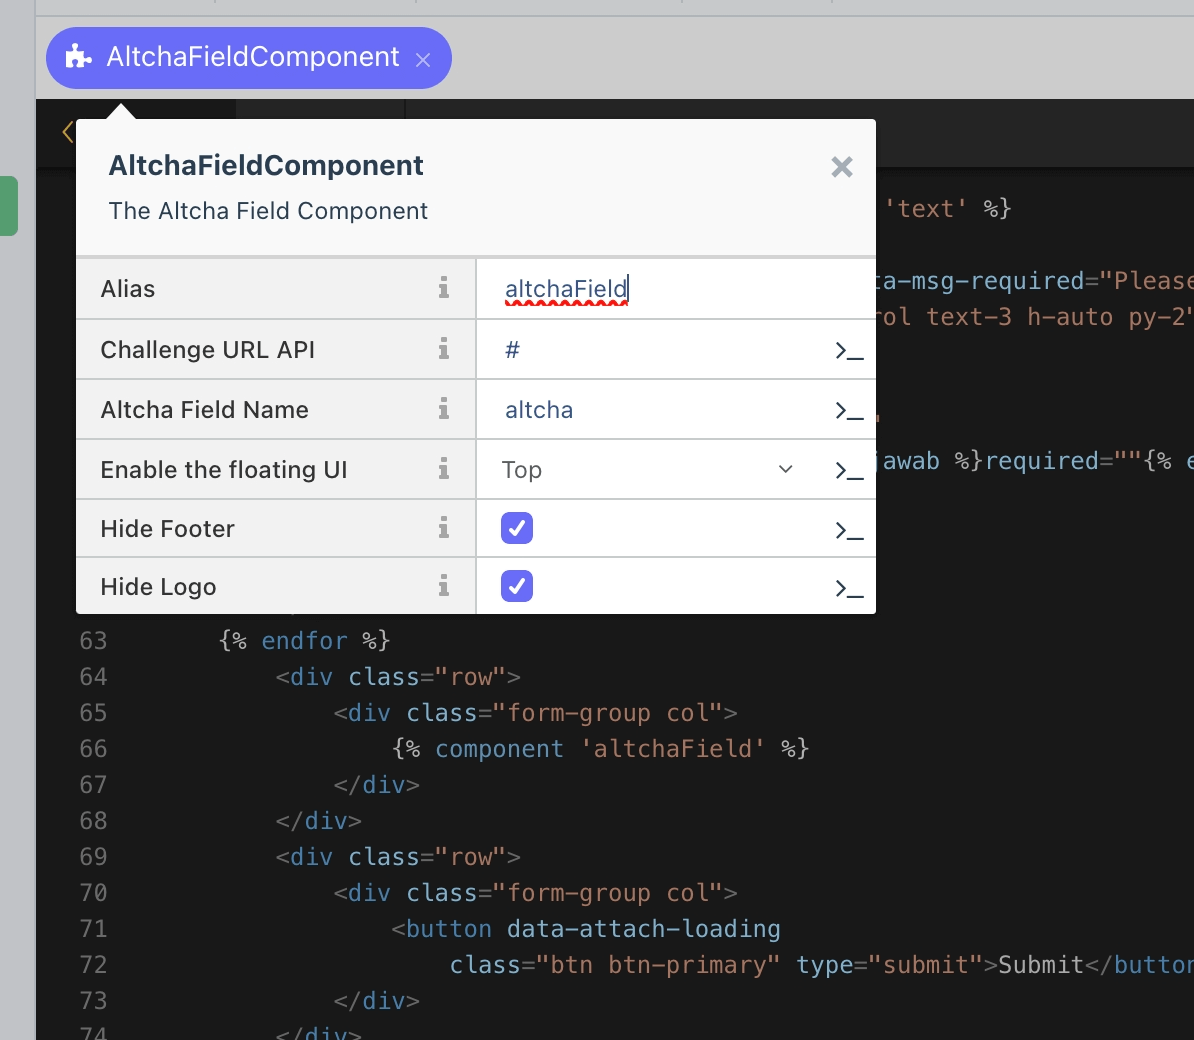 AltchaFieldComponent ×
AltchaFieldComponent ×
The Altcha Field Component
'text' %}
Alias i altchaField
ta-msg-required="Please
rol text-3 h-auto py-2"
Challenge URL API i # >_
Altcha Field Name i altcha >_
Enable the floating UI i Top >_
jawab %}required=""{% e
Hide Footer i >_
Hide Logo i >_
63 {% endfor %}
64 <div class="row">
65 <div class="form-group col">
66 {% component 'altchaField' %}
67 </div>
68 </div>
69 <div class="row">
70 <div class="form-group col">
71 <button data-attach-loading
72 class="btn btn-primary" type="submit">Submit</button
73 </div>
74 </div>